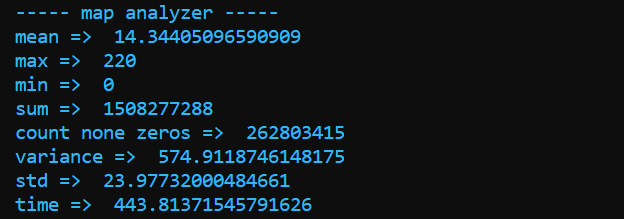 ----- map analyzer -----
mean =>  14.34405096590909
max =>  220
min =>  0
sum =>  1508277288
count none zeros =>  262803415
variance =>  574.9118746148175
std =>  23.97732000484661
time =>  443.81371545791626